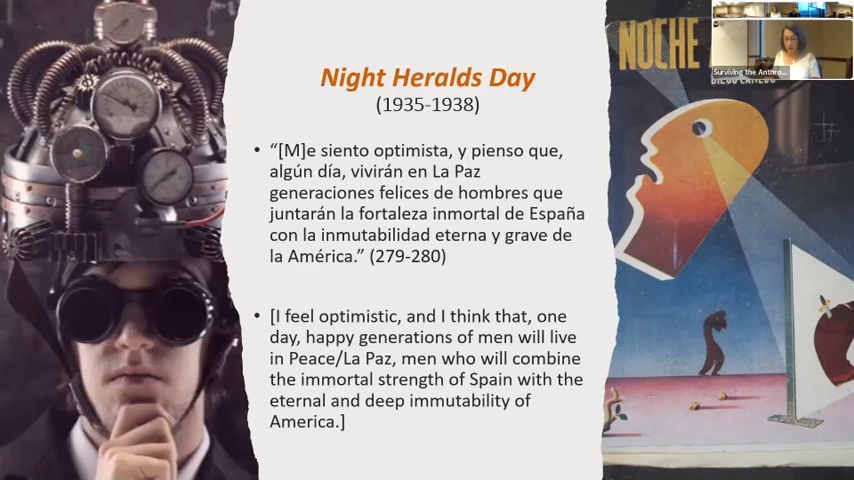 Night Heralds Day
(1935-1938)
• “[M]e siento optimista, y pienso que,
algún día, vivirán en La Paz
generaciones felices de hombres que
juntarán la fortaleza inmortal de España
con la inmutabilidad eterna y grave de
la América.” (279-280)
• [I feel optimistic, and I think that, one
day, happy generations of men will live
in Peace/La Paz, men who will combine
the immortal strength of Spain with the
eternal and deep immutability of
America.]
NOCHE
Surviving the Anthro...